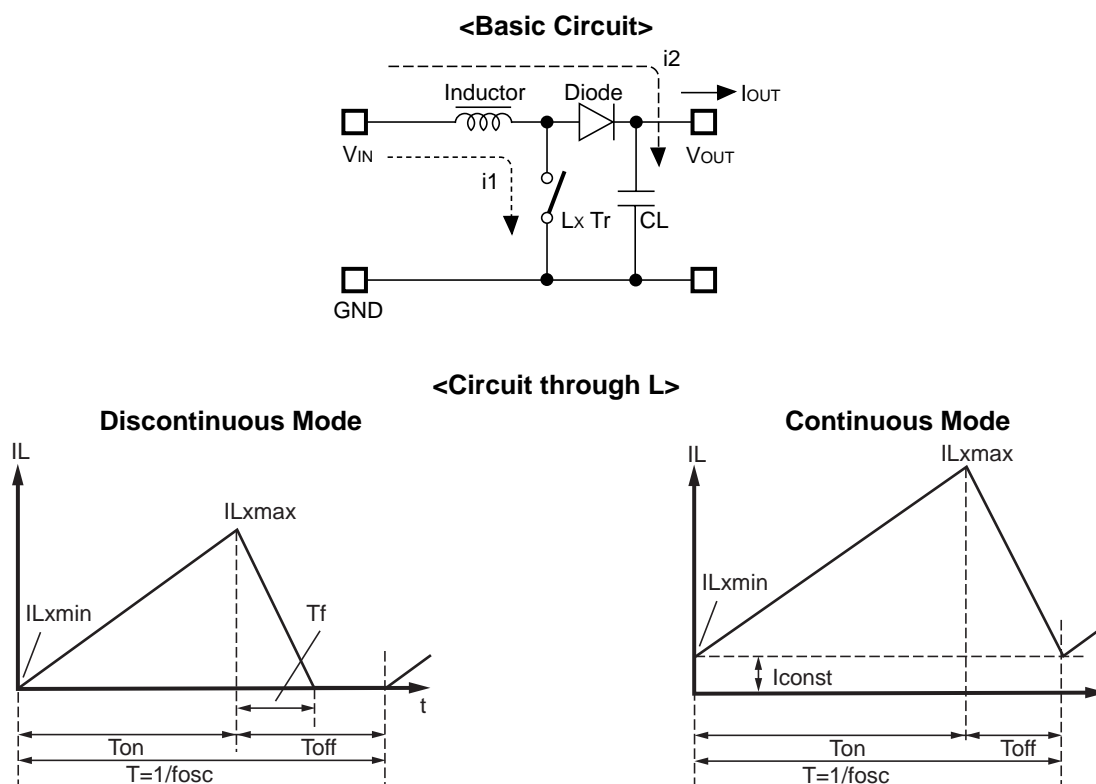 <Basic Circuit>
i2
Inductor
Diode
IOUT
VIN
VOUT
i1
Lx Tr
CL
GND
<Circuit through L>
Discontinuous Mode
IL
ILxmax
ILxmin
Tf
t
Ton
Toff
T=1/fosc
Continuous Mode
IL
ILxmax
ILxmin
Iconst
Ton
Toff
T=1/fosc